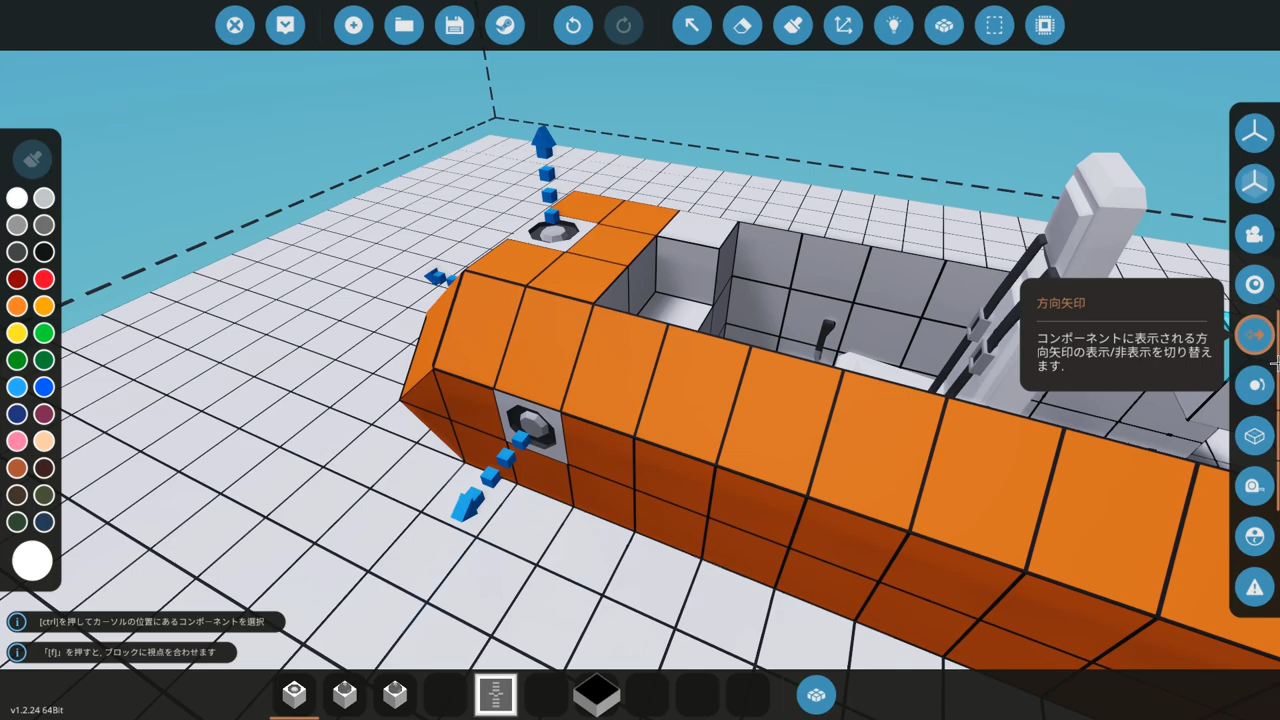 方向矢印
コンポーネントに表示される方
向矢印の表示/非表示を切り替え
ます.
[ctrl]を押してカーソルの位置にあるコンポーネントを選択
「[f]」を押すと, ブロックに視点を合わせます
v1.2.24 64Bit